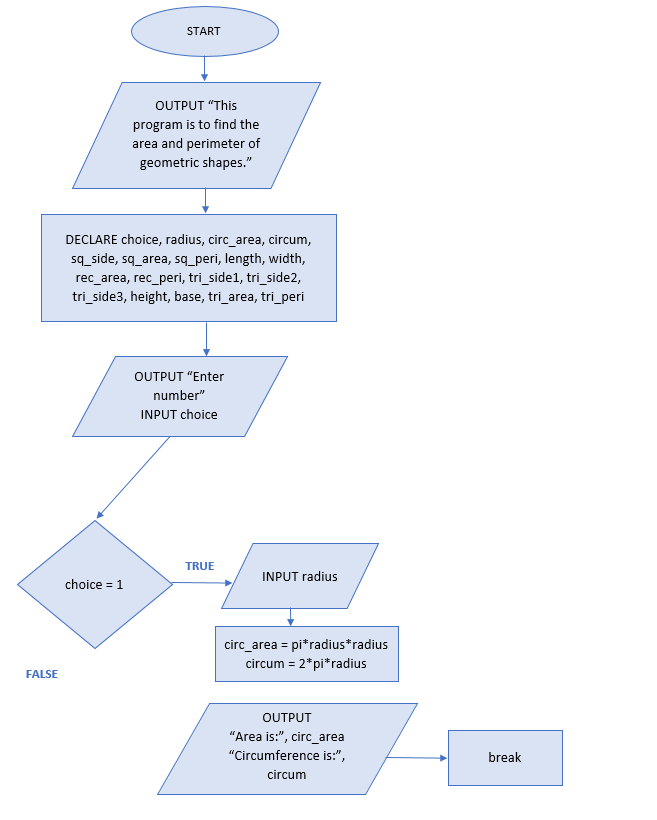 START
OUTPUT “This
program is to find the
area and perimeter of
geometric shapes.”
DECLARE choice, radius, circ_area, circum,
sq_side, sq_area, sq_peri, length, width,
rec_area, rec_peri, tri_side1, tri_side2,
tri_side3, height, base, tri_area, tri_peri
OUTPUT “Enter
number”
INPUT choice
choice = 1
TRUE
INPUT radius
circ_area = pi*radius*radius
circum = 2*pi*radius
FALSE
OUTPUT
“Area is:”, circ_area
“Circumference is:”,
circum
break